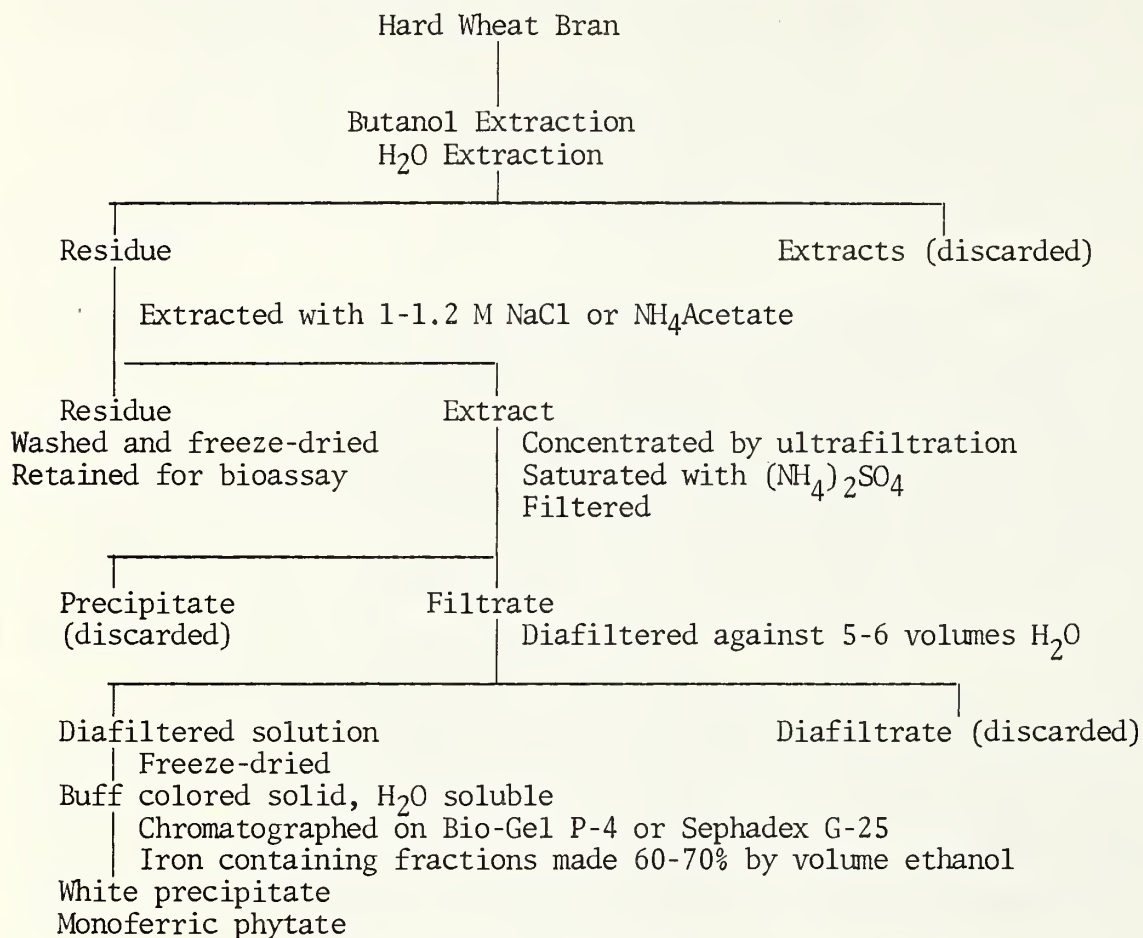 Hard Wheat Bran
Butanol Extraction
H₂O Extraction
Residue
Extracts (discarded)
Extracted with 1-1.2 M NaCl or NH₄Acetate
Residue
Washed and freeze-dried
Retained for bioassay
Extract
Concentrated by ultrafiltration
Saturated with (NH₄)₂SO₄
Filtered
Precipitate
(discarded)
Filtrate
Diafiltered against 5-6 volumes H₂O
Diafiltered solution
Diafiltrate (discarded)
Freeze-dried
Buff colored solid, H₂O soluble
Chromatographed on Bio-Gel P-4 or Sephadex G-25
Iron containing fractions made 60-70% by volume ethanol
White precipitate
Monoferric phytate